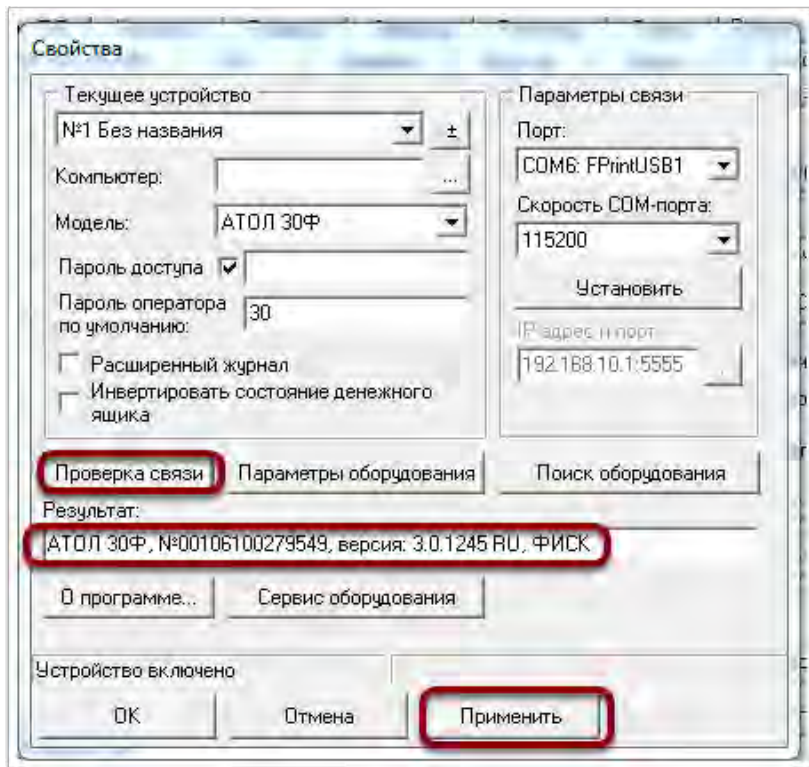 Свойства
Текущее устройство
№1 Без названия
±
Компьютер:
...
Модель:
АТОЛ 30Ф
Пароль доступа
Пароль оператора
по умолчанию:
30
Расширенный журнал
Инвертировать состояние денежного
ящика
Параметры связи
Порт:
COM6: FPrintUSB1
Скорость COM-порта:
115200
Установить
IP адрес и порт
192.168.10.1:5555
Проверка связи
Параметры оборудования
Поиск оборудования
Результат:
АТОЛ 30Ф, №00106100279549, версия: 3.0.1245 RU, ФИСК
О программе...
Сервис оборудования
Устройство включено
OK
Отмена
Применить